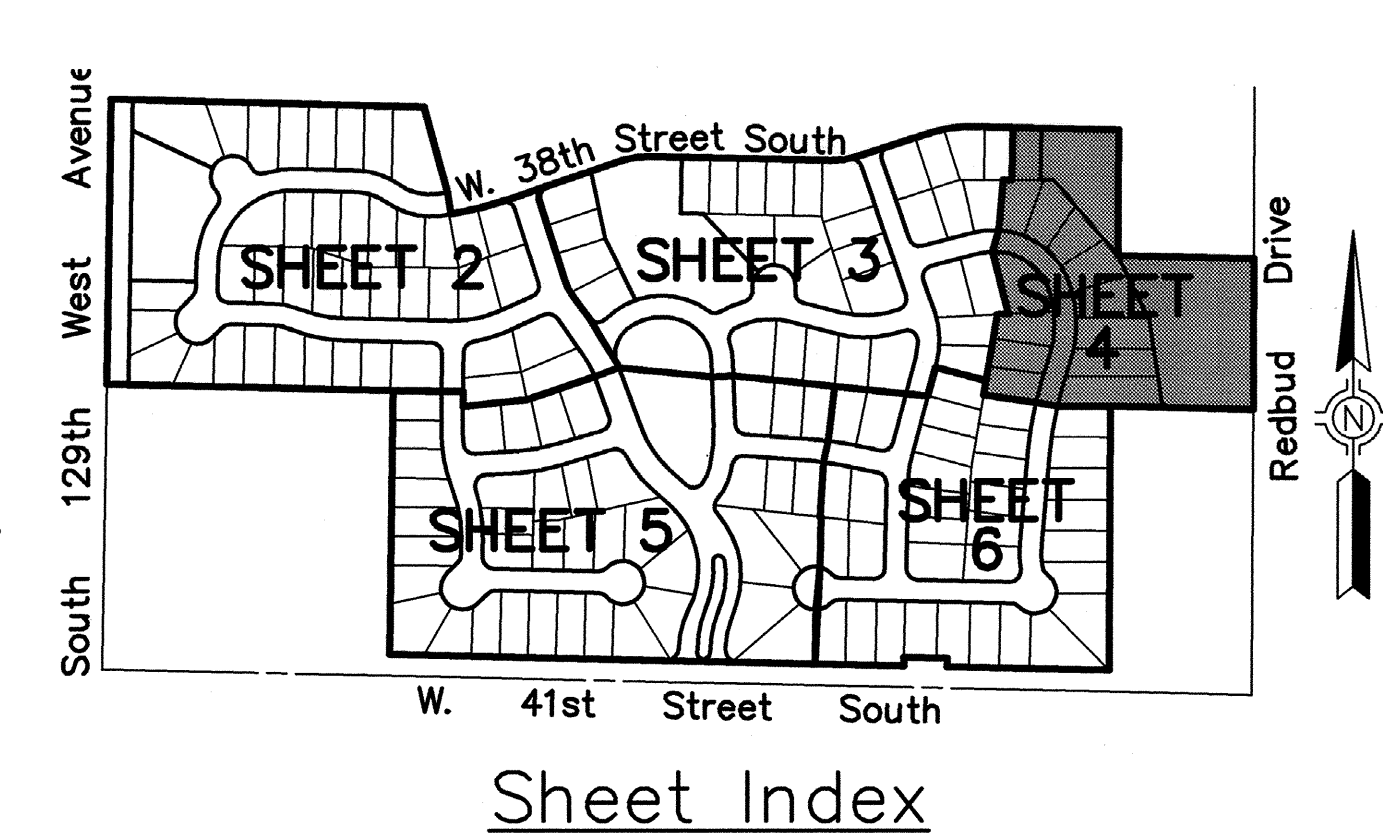 W. 38th Street South
South 129th West Avenue
SHEET 2
SHEET 3
SHEET
4
Redbud Drive
N
SHEET 5
SHEET
6
W. 41st Street South
Sheet Index